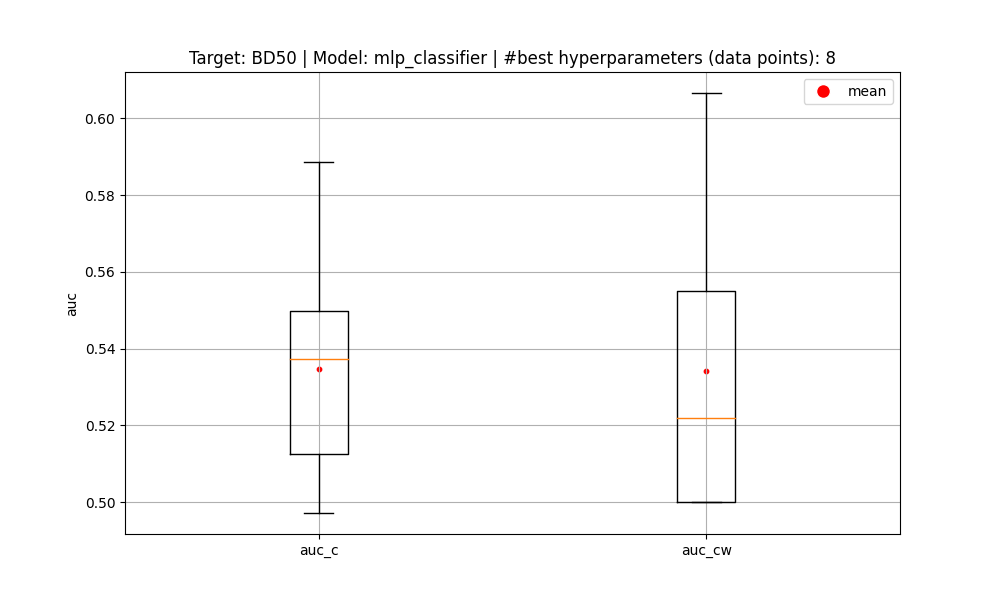 Target: BD50 | Model: mlp_classifier | #best hyperparameters (data points): 8
mean
0.60
0.58
0.56
0.54
0.52
0.50
auc
auc_c
auc_cw